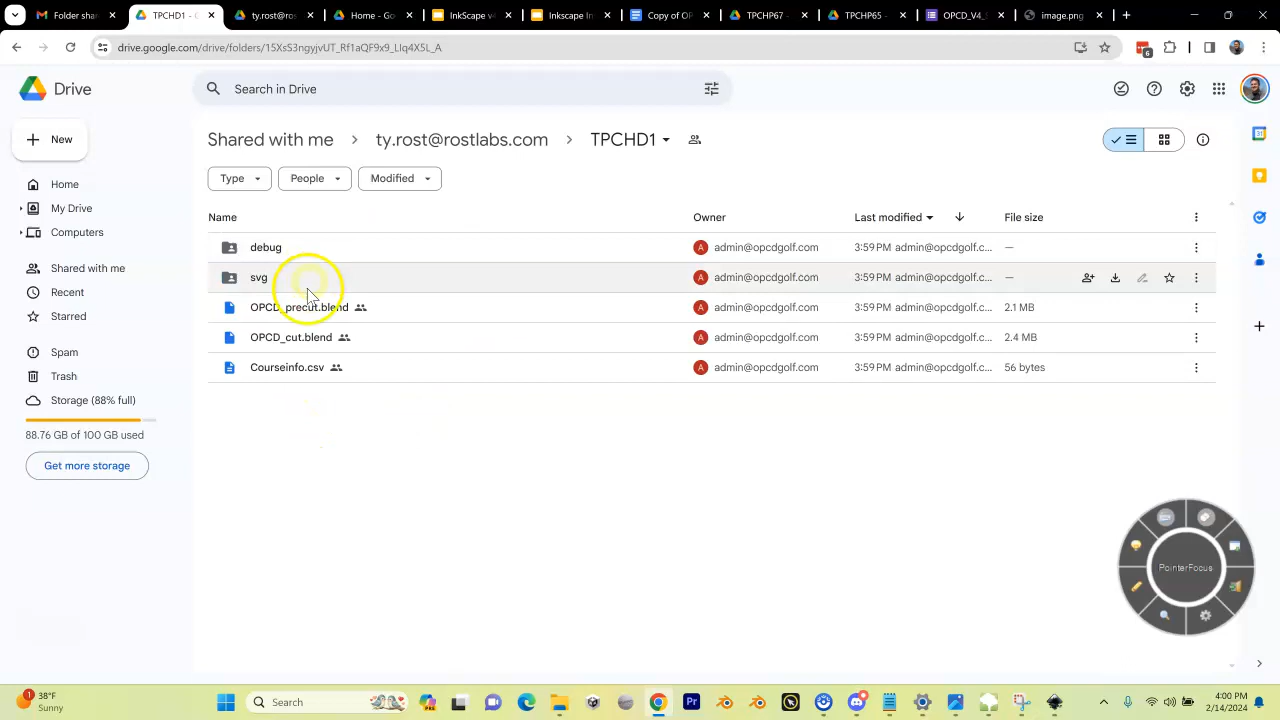 Folder sha
TPCHD1
ty.rost@ros
Home - Go
InkScape v
Inkscape In
Copy of OP
TPCHP67 -
TPCHP65 -
OPCD_V4_
image.png
drive.google.com/drive/folders/15XsS3ngyjvUT_Rf1aQF9x9_LIq4X5L_A
6
Drive
Search in Drive
New
Shared with me
ty.rost@rostlabs.com
TPCHD1
Type
People
Modified
Home
My Drive
Computers
Shared with me
Recent
Starred
Spam
Trash
Storage (88% full)
88.76 GB of 100 GB used
Get more storage
Name Owner Last modified File size
debug A admin@opcdgolf.com 3:59 PM admin@opcdgolf.c... —
svg A admin@opcdgolf.com 3:59 PM admin@opcdgolf.c... —
OPCD_precut.blend A admin@opcdgolf.com 3:59 PM admin@opcdgolf.c... 2.1 MB
OPCD_cut.blend A admin@opcdgolf.com 3:59 PM admin@opcdgolf.c... 2.4 MB
Courseinfo.csv A admin@opcdgolf.com 3:59 PM admin@opcdgolf.c... 56 bytes
PointerFocus
1
38°F
Sunny
Search
Pr
4:00 PM
2/14/2024